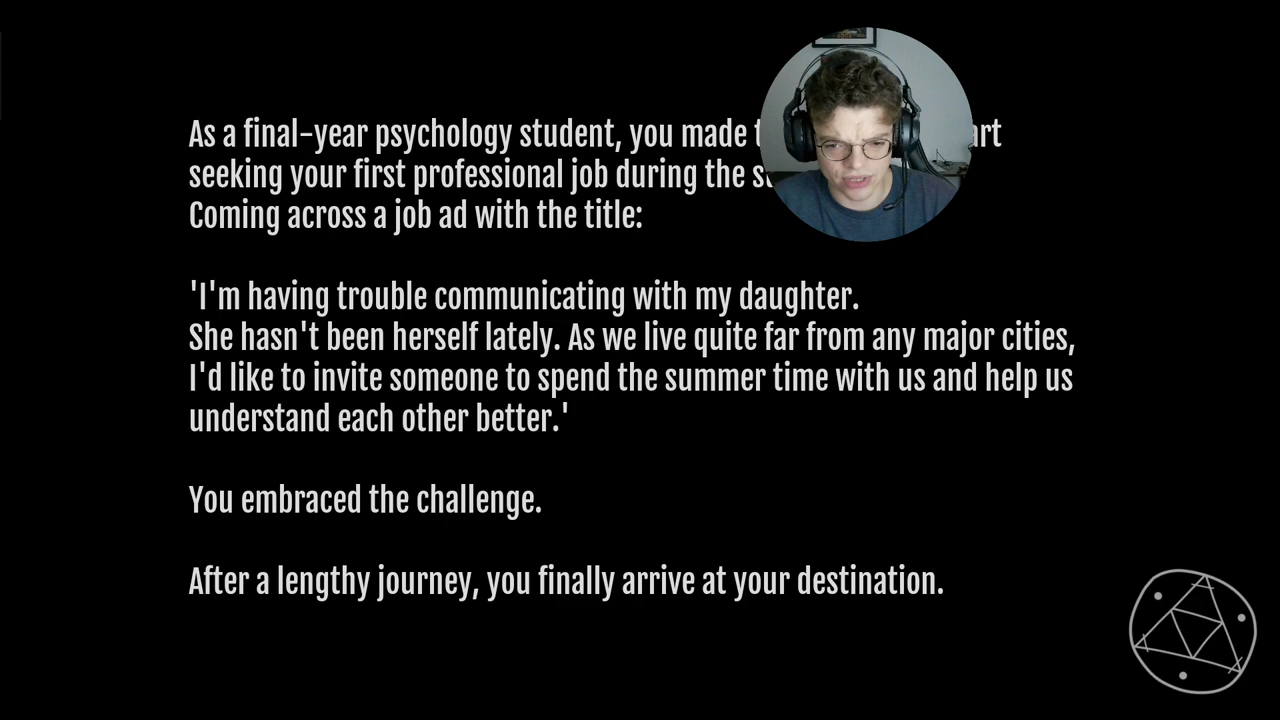 As a final-year psychology student, you made
seeking your first professional job during the
Coming across a job ad with the title:
'I'm having trouble communicating with my daughter.
She hasn't been herself lately. As we live quite far from any major cities,
I'd like to invite someone to spend the summer time with us and help us
understand each other better.'
You embraced the challenge.
After a lengthy journey, you finally arrive at your destination.